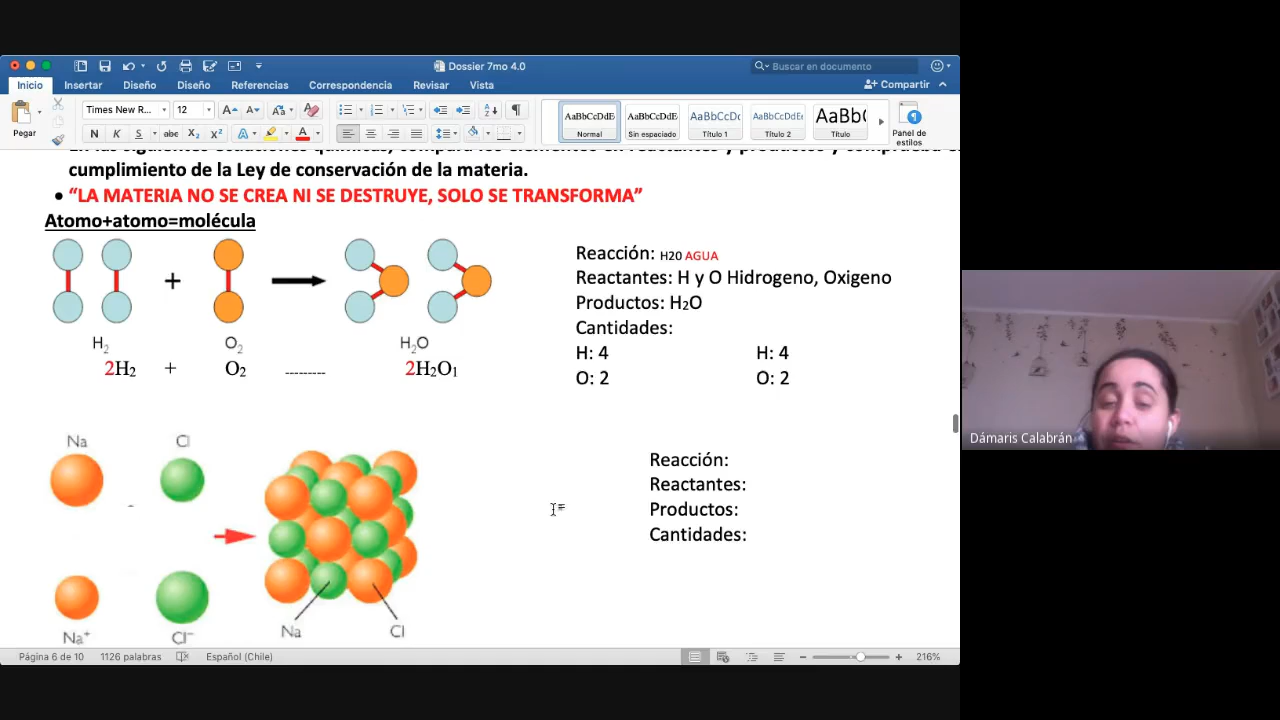 Dossier 7mo 4.0
Buscar en documento
Inicio Insertar Diseño Diseño Referencias Correspondencia Revisar Vista
Compartir
Times New R... 12
Pegar
N K S abc X₂ X²
AaBbCcDdE AaBbCcDdE AaBbCcDc AaBbCcDdEe AaBbC
Normal Sin espaciado Título 1 Título 2 Título
Panel de estilos
cumplimiento de la Ley de conservación de la materia.
• “LA MATERIA NO SE CREA NI SE DESTRUYE, SOLO SE TRANSFORMA”
Atomo+atomo=molécula
+
H₂ O₂ H₂O
2H₂ + O₂ --------- 2H₂O₁
Reacción: H20 AGUA
Reactantes: H y O Hidrogeno, Oxigeno
Productos: H₂O
Cantidades:
H: 4 H: 4
O: 2 O: 2
Na Cl
Na⁺ Cl⁻
Na Cl
Reacción:
Reactantes:
Productos:
Cantidades:
Dámaris Calabrán
Página 6 de 10 1126 palabras Español (Chile) 216%